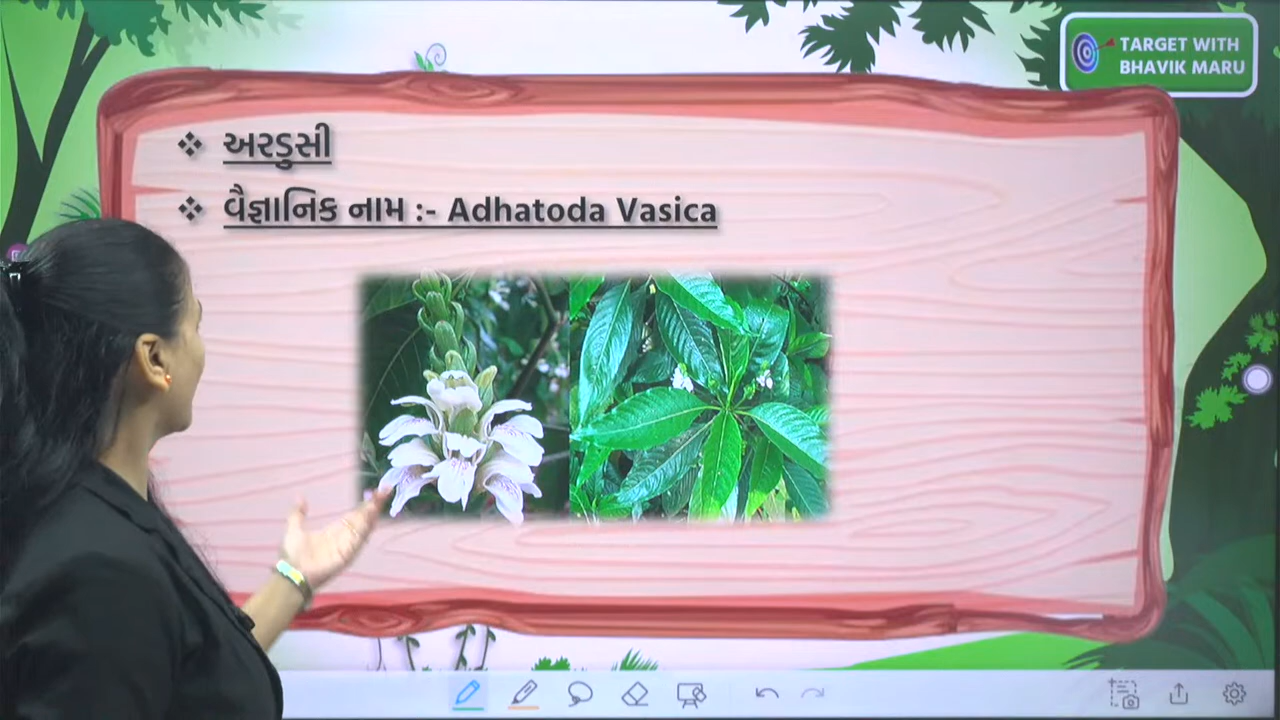 TARGET WITH
BHAVIK MARU
❖ અરડુસી
❖ વૈજ્ઞાનિક નામ :- Adhatoda Vasica